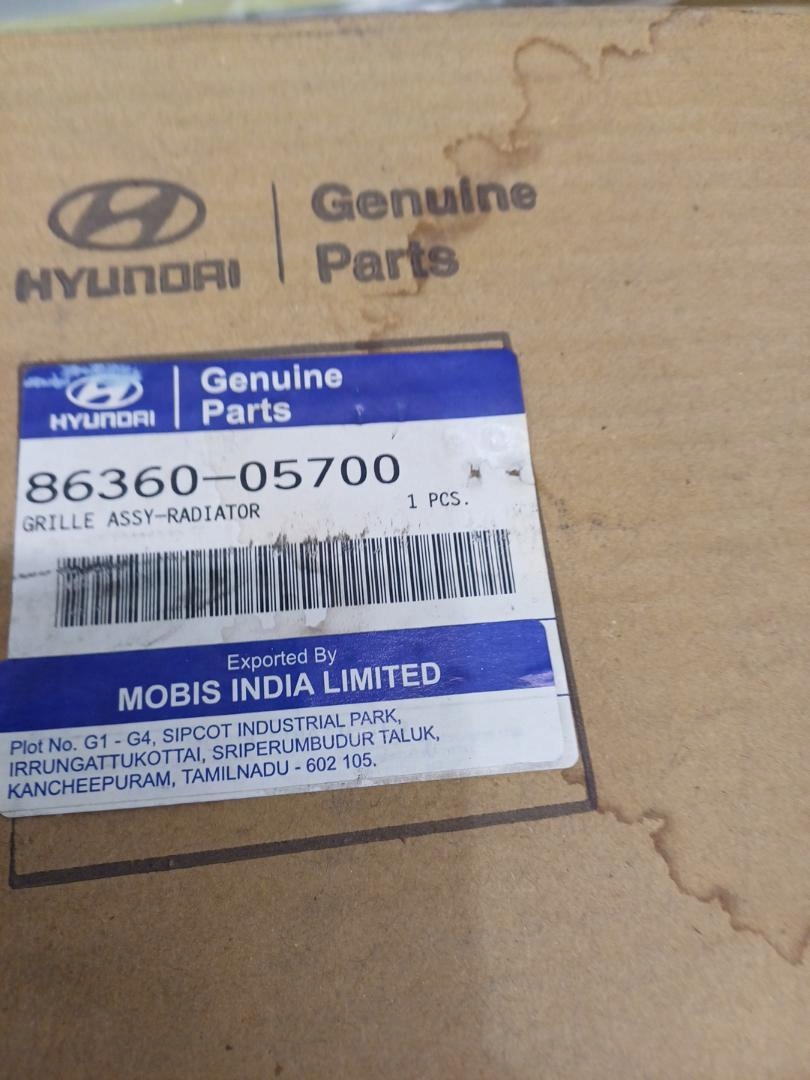 HYUNDAI
Genuine
Parts
HYUNDAI
Genuine
Parts
86360-05700
GRILLE ASSY-RADIATOR
1 PCS.
Exported By
MOBIS INDIA LIMITED
Plot No. G1 - G4, SIPCOT INDUSTRIAL PARK,
IRRUNGATTUKOTTAI, SRIPERUMBUDUR TALUK,
KANCHEEPURAM, TAMILNADU - 602 105.